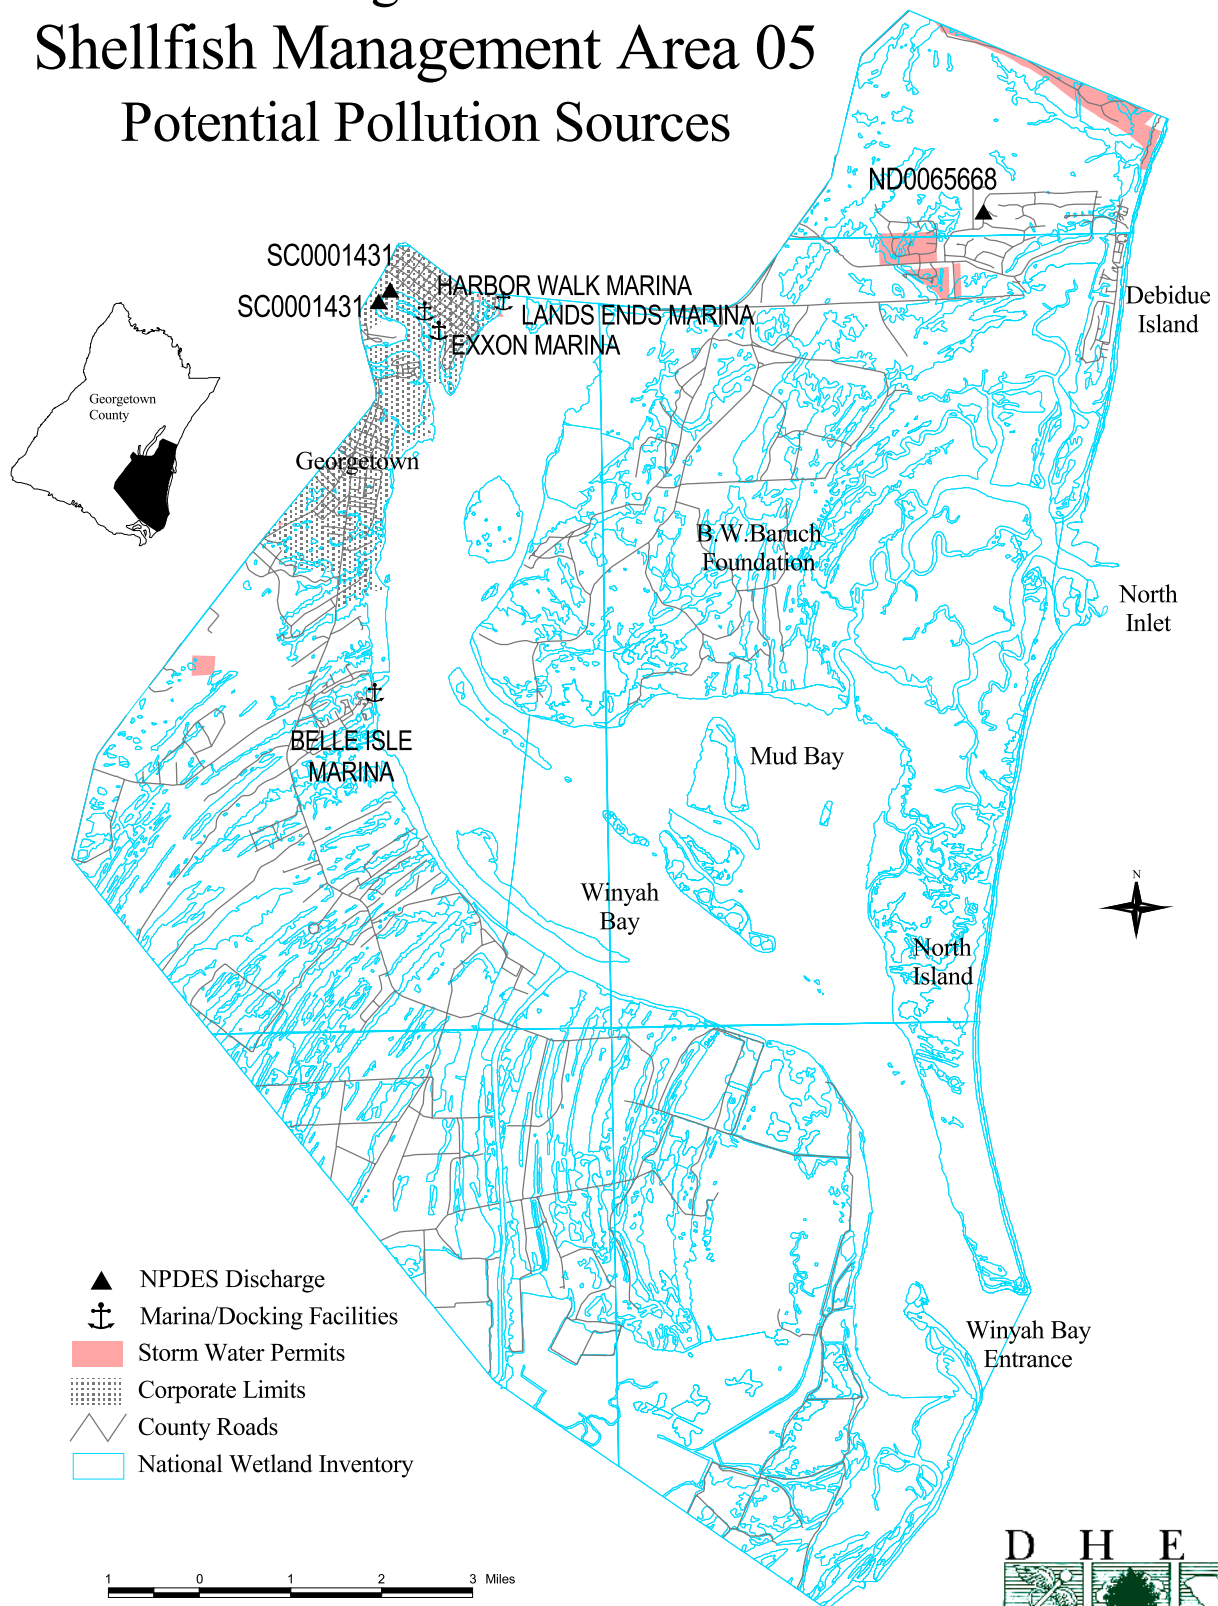 Shellfish Management Area 05
Potential Pollution Sources
ND0065668
SC0001431
HARBOR WALK MARINA
SC0001431
LANDS ENDS MARINA
EXXON MARINA
Debidue
Island
Georgetown
County
Georgetown
B.W.Baruch
Foundation
North
Inlet
BELLE ISLE
MARINA
Mud Bay
Winyah
Bay
N
North
Island
NPDES Discharge
Marina/Docking Facilities
Storm Water Permits
Corporate Limits
County Roads
National Wetland Inventory
Winyah Bay
Entrance
D H E
1 0 1 2 3 Miles